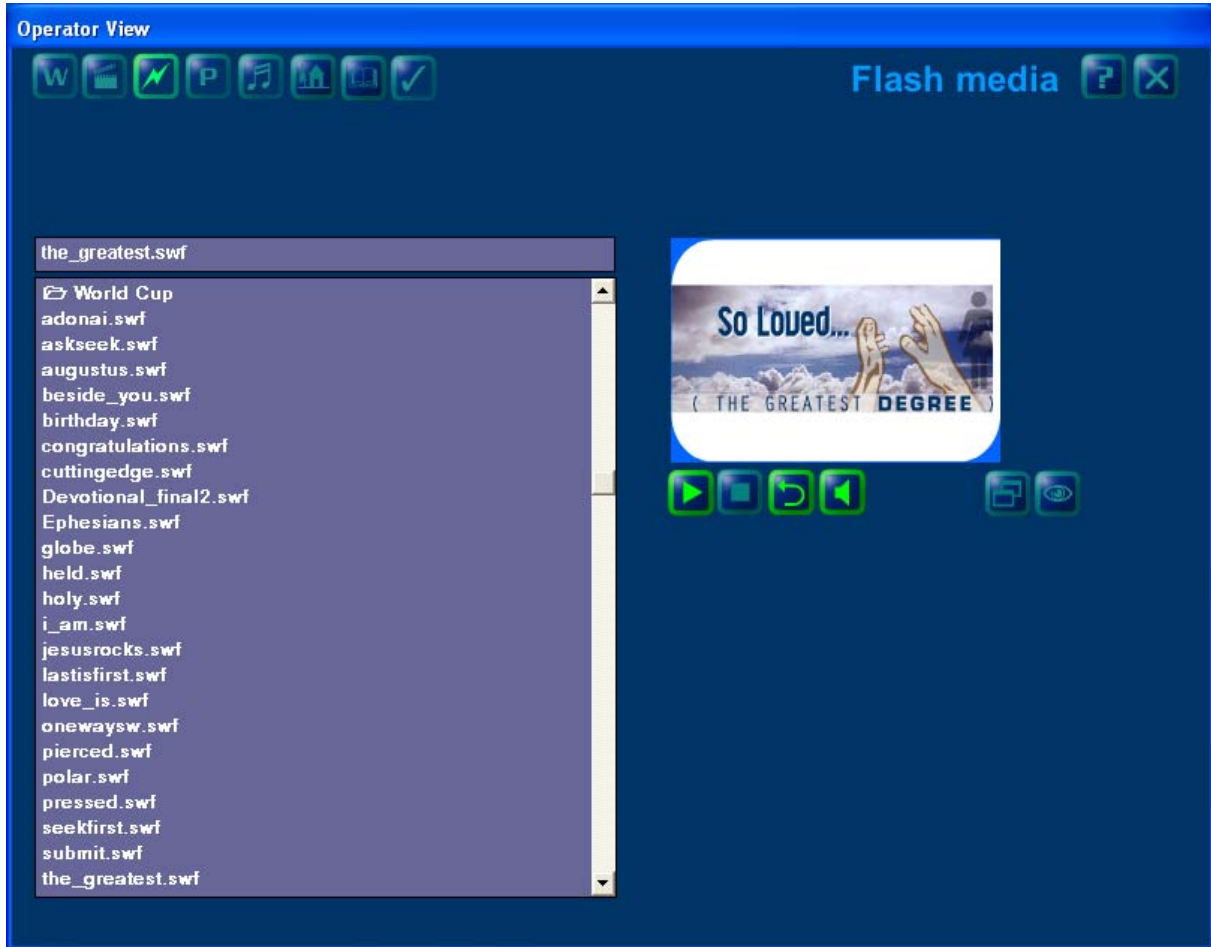 Operator View
W P Flash media ?
the_greatest.swf
World Cup
adonai.swf
askseek.swf
augustus.swf
beside_you.swf
birthday.swf
congratulations.swf
cuttingedge.swf
Devotional_final2.swf
Ephesians.swf
globe.swf
held.swf
holy.swf
i_am.swf
jesusrocks.swf
lastisfirst.swf
love_is.swf
onewaysw.swf
pierced.swf
polar.swf
pressed.swf
seekfirst.swf
submit.swf
the_greatest.swf
So Loved...
( THE GREATEST DEGREE )